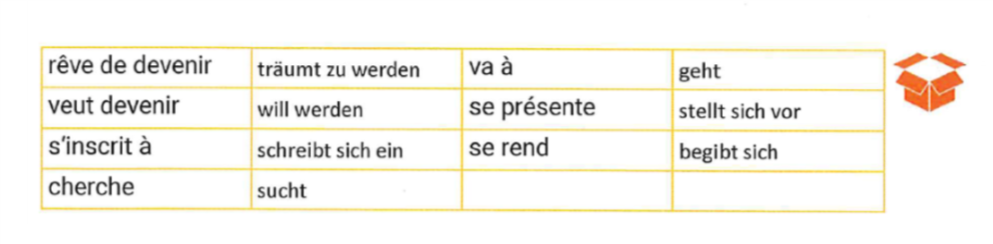 rêve de devenir träumt zu werden va à geht
veut devenir will werden se présente stellt sich vor
s'inscrit à schreibt sich ein se rend begibt sich
cherche sucht